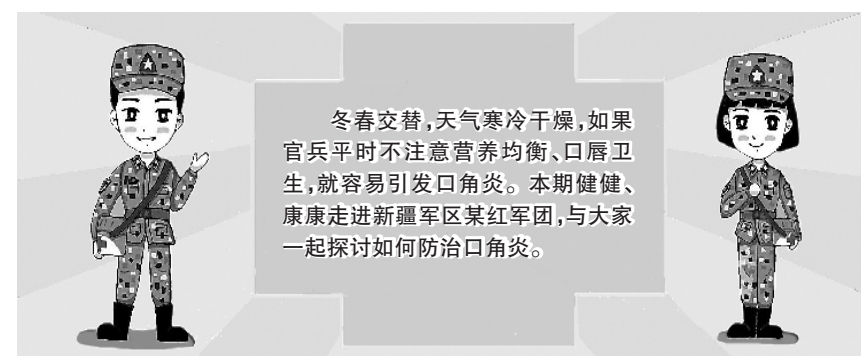 冬春交替,天气寒冷干燥,如果
官兵平时不注意营养均衡、口唇卫
生,就容易引发口角炎。本期健健、
康康走进新疆军区某红军团,与大家
一起探讨如何防治口角炎。